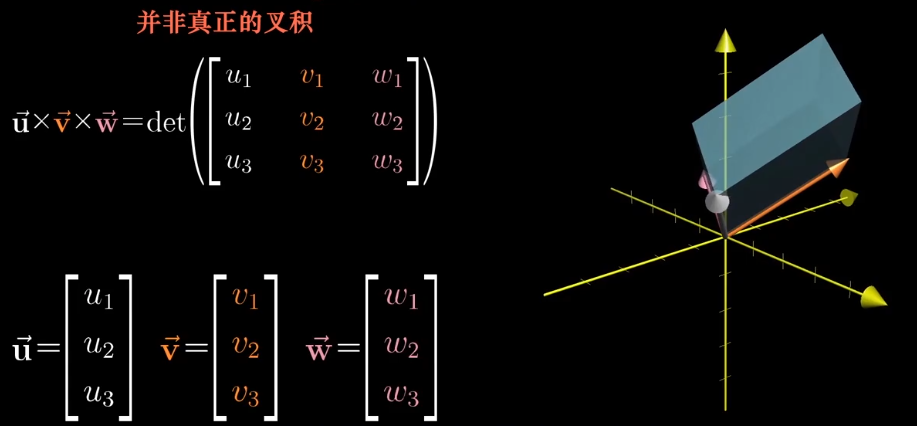 并非真正的叉积
$\vec{\mathbf{u}} \times \vec{\mathbf{v}} \times \vec{\mathbf{w}} = \det\left(\begin{bmatrix} u_1 & v_1 & w_1 \\ u_2 & v_2 & w_2 \\ u_3 & v_3 & w_3 \end{bmatrix}\right)$
$\vec{\mathbf{u}} = \begin{bmatrix} u_1 \\ u_2 \\ u_3 \end{bmatrix} \quad \vec{\mathbf{v}} = \begin{bmatrix} v_1 \\ v_2 \\ v_3 \end{bmatrix} \quad \vec{\mathbf{w}} = \begin{bmatrix} w_1 \\ w_2 \\ w_3 \end{bmatrix}$